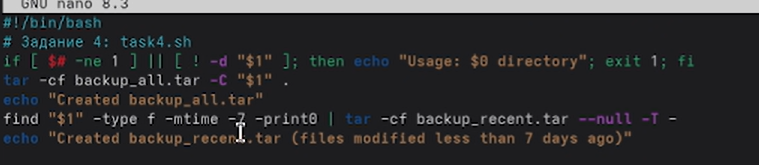 GNU nano 8.3
#!/bin/bash
# Задание 4: task4.sh
if [ $# -ne 1 ] || [ ! -d "$1" ]; then echo "Usage: $0 directory"; exit 1; fi
tar -cf backup_all.tar -C "$1" .
echo "Created backup_all.tar"
find "$1" -type f -mtime -7 -print0 | tar -cf backup_recent.tar --null -T -
echo "Created backup_recent.tar (files modified less than 7 days ago)"